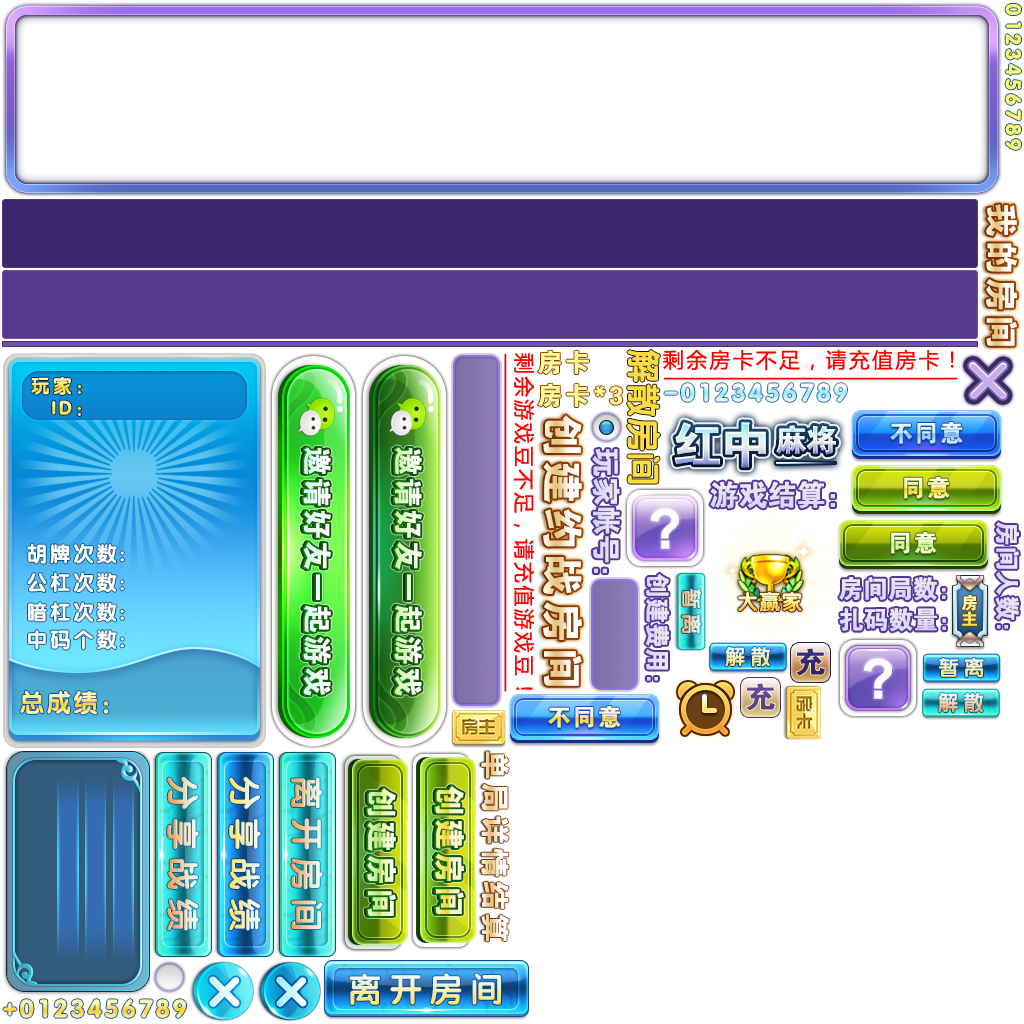 0123456789
我的房间
玩家:
ID:
胡牌次数:
公杠次数:
暗杠次数:
中码个数:
总成绩:
邀请好友一起游戏
邀请好友一起游戏
房主
剩余游戏豆不足，请充值游戏豆！
房卡
房卡*3
创建约战房间
玩家帐号:
解散房间
剩余房卡不足，请充值房卡！
-0123456789
红中麻将
游戏结算:
不同意
同意
同意
?
大赢家
房间人数:
房间局数:
扎码数量:
房主
创建费用:
暂离
解散
充
?
暂离
解散
充
房卡
不同意
分享战绩
分享战绩
离开房间
创建房间
创建房间
单局详情结算
离开房间
+0123456789